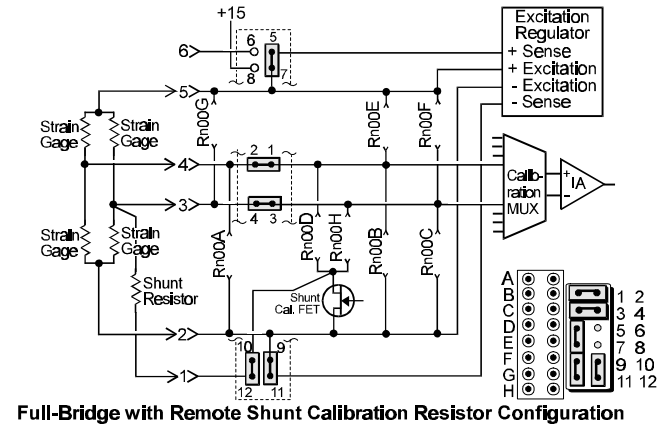 +15
Excitation
Regulator
+ Sense
+ Excitation
- Excitation
- Sense
6
6
8
5
7
5
Rn00G
Rn00E
Rn00F
Strain
Gage
Strain
Gage
4
2 1
3
4 3
Calib-
ration
MUX
+
-
IA
Rn00A
Rn00D
Rn00H
Rn00B
Rn00C
Strain
Gage
Strain
Gage
Shunt
Resistor
Shunt
Cal. FET
2
10
9
1
12
11
A
B
C
D
E
F
G
H
1 2
3 4
5 6
7 8
9 10
11 12
Full-Bridge with Remote Shunt Calibration Resistor Configuration